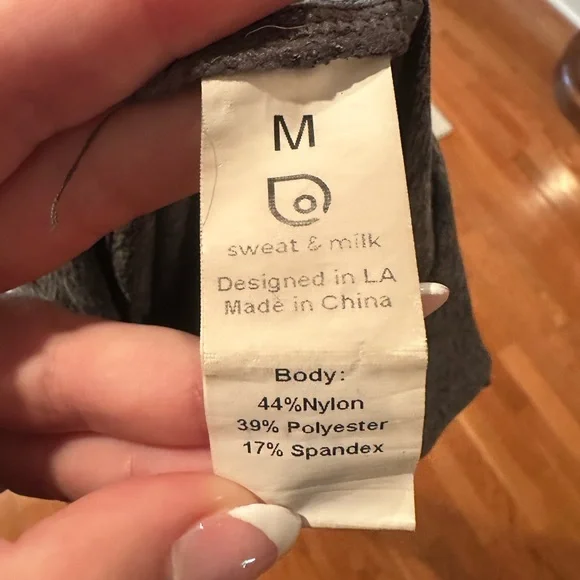 M
sweat & milk
Designed in LA
Made in China
Body:
44%Nylon
39% Polyester
17% Spandex